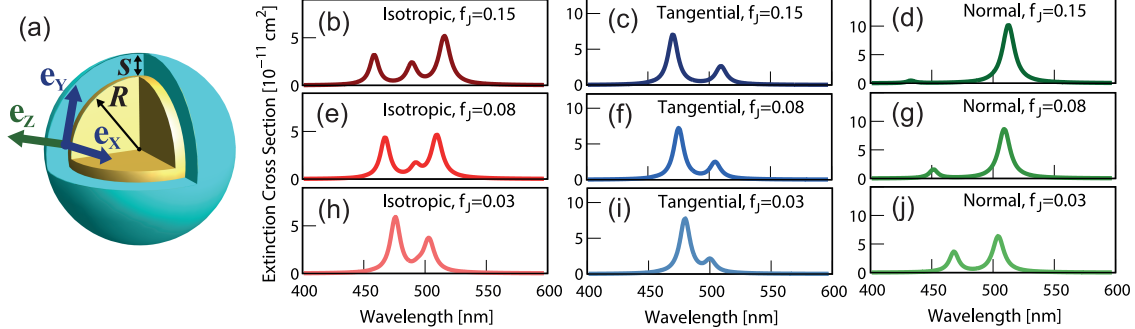 (a)
s
R
e_Y
e_Z
e_X
Extinction Cross Section [10⁻¹¹ cm²]
(b) Isotropic, f_J=0.15
5
0
(c) Tangential, f_J=0.15
10
5
0
(d) Normal, f_J=0.15
10
5
0
(e) Isotropic, f_J=0.08
5
0
(f) Tangential, f_J=0.08
10
5
0
(g) Normal, f_J=0.08
10
5
0
(h) Isotropic, f_J=0.03
5
0
400 450 500 550 600
Wavelength [nm]
(i) Tangential, f_J=0.03
10
5
0
400 450 500 550 600
Wavelength [nm]
(j) Normal, f_J=0.03
10
5
0
400 450 500 550 600
Wavelength [nm]